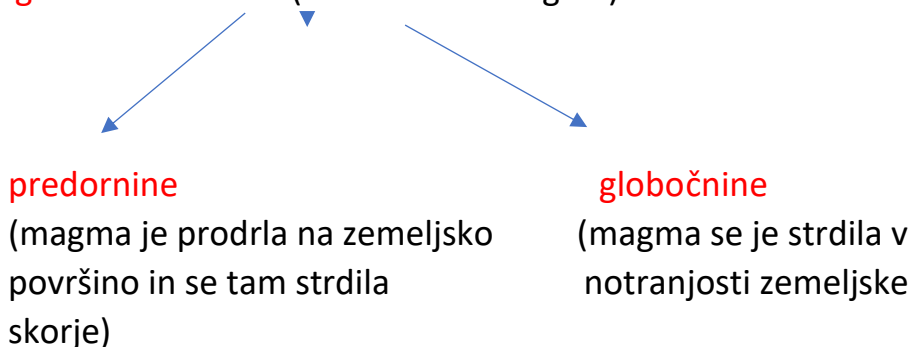 predornine globočnine
(magma je prodrla na zemeljsko (magma se je strdila v
površino in se tam strdila notranjosti zemeljske
skorje)